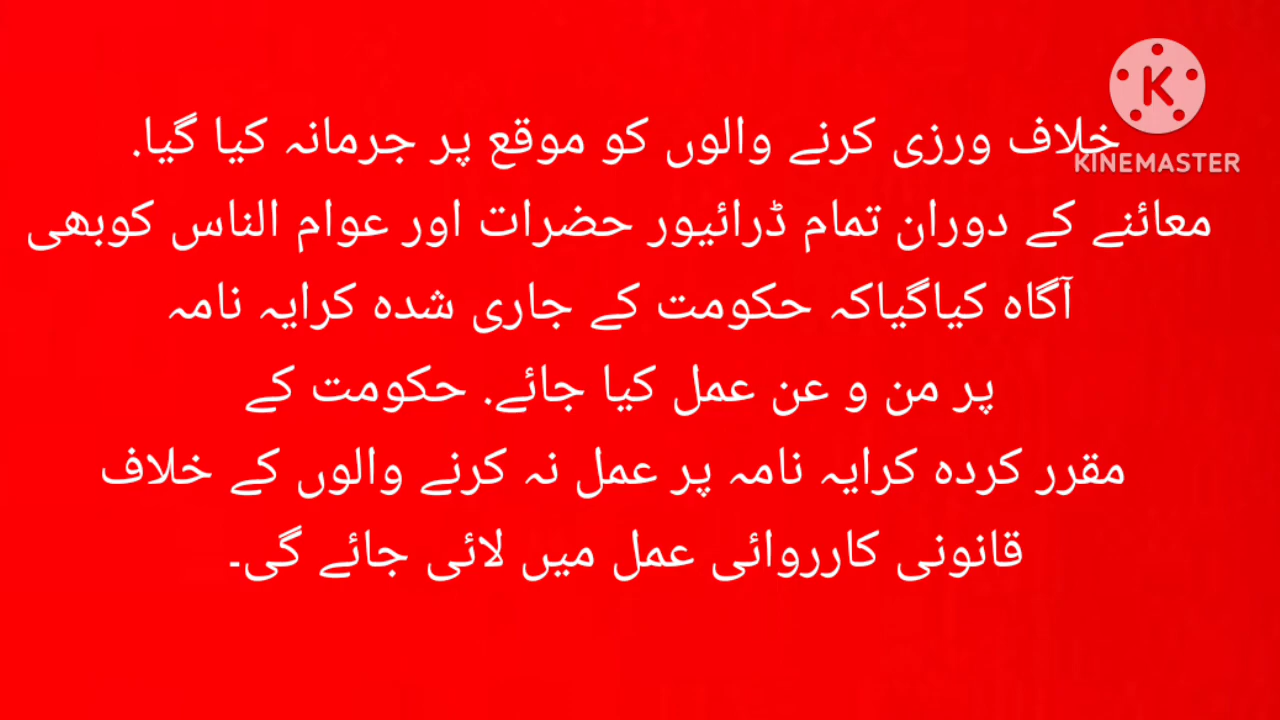 خلاف ورزی کرنے والوں کو موقع پر جرمانہ کیا گیا.
معائنے کے دوران تمام ڈرائیور حضرات اور عوام الناس کوبھی
آگاہ کیاگیاکہ حکومت کے جاری شدہ کرایہ نامہ
پر من و عن عمل کیا جائے. حکومت کے
مقرر کردہ کرایہ نامہ پر عمل نہ کرنے والوں کے خلاف
قانونی کارروائی عمل میں لائی جائے گی۔
K
KINEMASTER